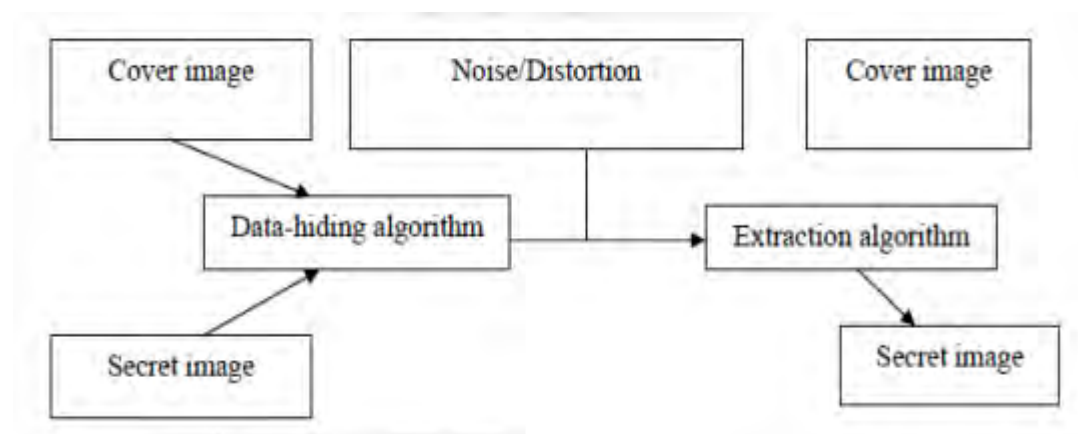 Cover image
Noise/Distortion
Cover image
Data-hiding algorithm
Extraction algorithm
Secret image
Secret image